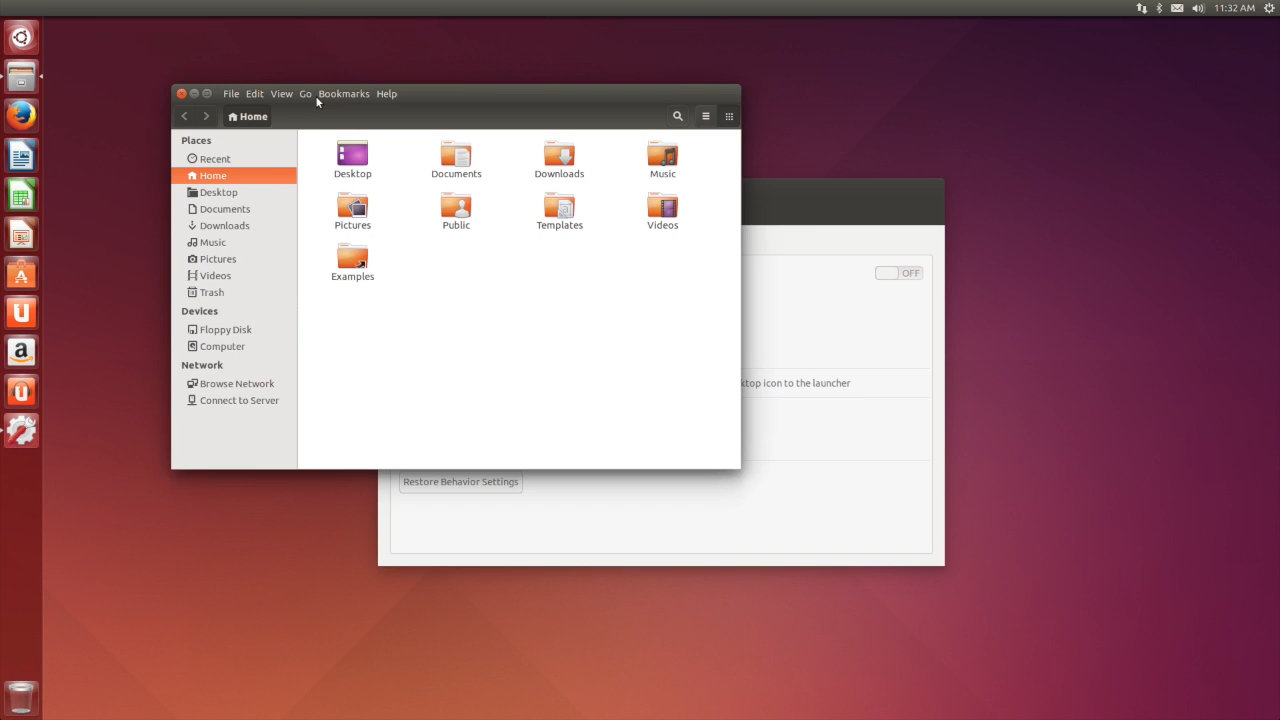 11:32 AM
File Edit View Go Bookmarks Help
Home
Places
Recent
Home
Desktop
Documents
Downloads
Music
Pictures
Videos
Trash
Devices
Floppy Disk
Computer
Network
Browse Network
Connect to Server
Desktop Documents Downloads Music
Pictures Public Templates Videos
Examples
OFF
ktop icon to the launcher
Restore Behavior Settings